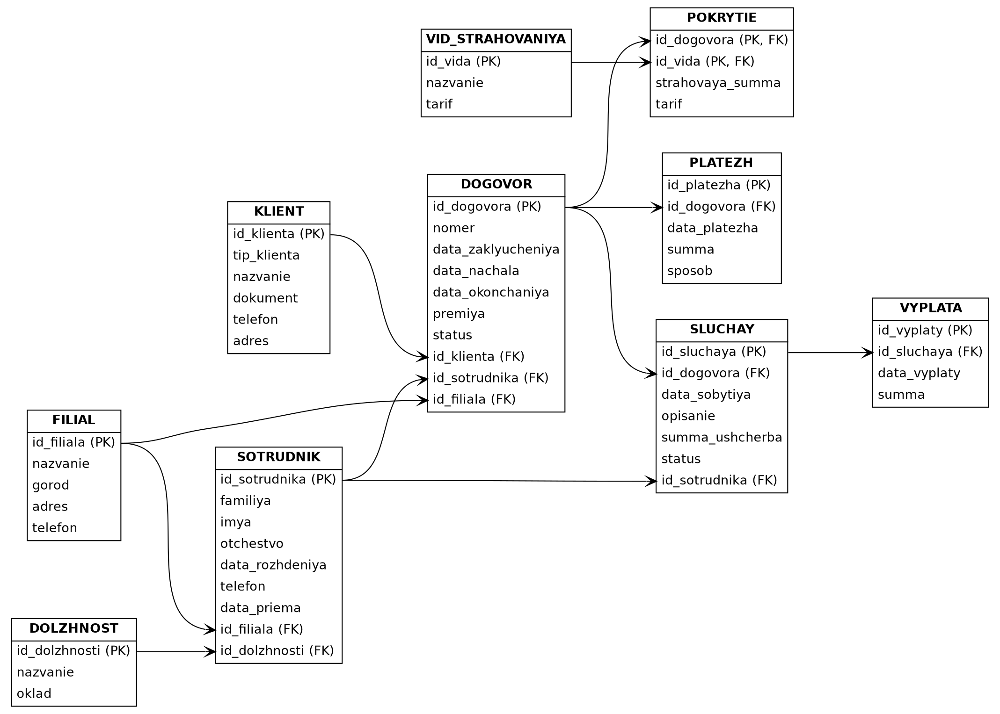 POKRYTIE
id_dogovora (PK, FK)
id_vida (PK, FK)
strahovaya_summa
tarif
VID_STRAHOVANIYA
id_vida (PK)
nazvanie
tarif
PLATEZH
id_platezha (PK)
id_dogovora (FK)
data_platezha
summa
sposob
DOGOVOR
id_dogovora (PK)
nomer
data_zaklyucheniya
data_nachala
data_okonchaniya
premiya
status
id_klienta (FK)
id_sotrudnika (FK)
id_filiala (FK)
KLIENT
id_klienta (PK)
tip_klienta
nazvanie
dokument
telefon
adres
VYPLATA
id_vyplaty (PK)
id_sluchaya (FK)
data_vyplaty
summa
SLUCHAY
id_sluchaya (PK)
id_dogovora (FK)
data_sobytiya
opisanie
summa_ushcherba
status
id_sotrudnika (FK)
FILIAL
id_filiala (PK)
nazvanie
gorod
adres
telefon
SOTRUDNIK
id_sotrudnika (PK)
familiya
imya
otchestvo
data_rozhdeniya
telefon
data_priema
id_filiala (FK)
id_dolzhnosti (FK)
DOLZHNOST
id_dolzhnosti (PK)
nazvanie
oklad